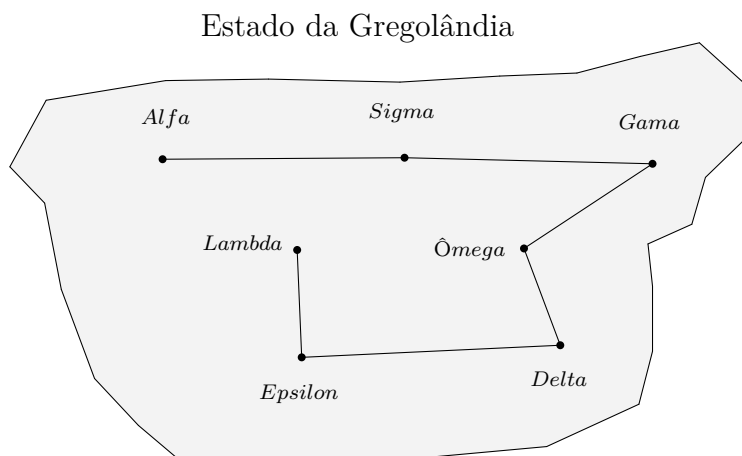 Estado da Gregolândia
Alfa
Sigma
Gama
Lambda
Ômega
Epsilon
Delta